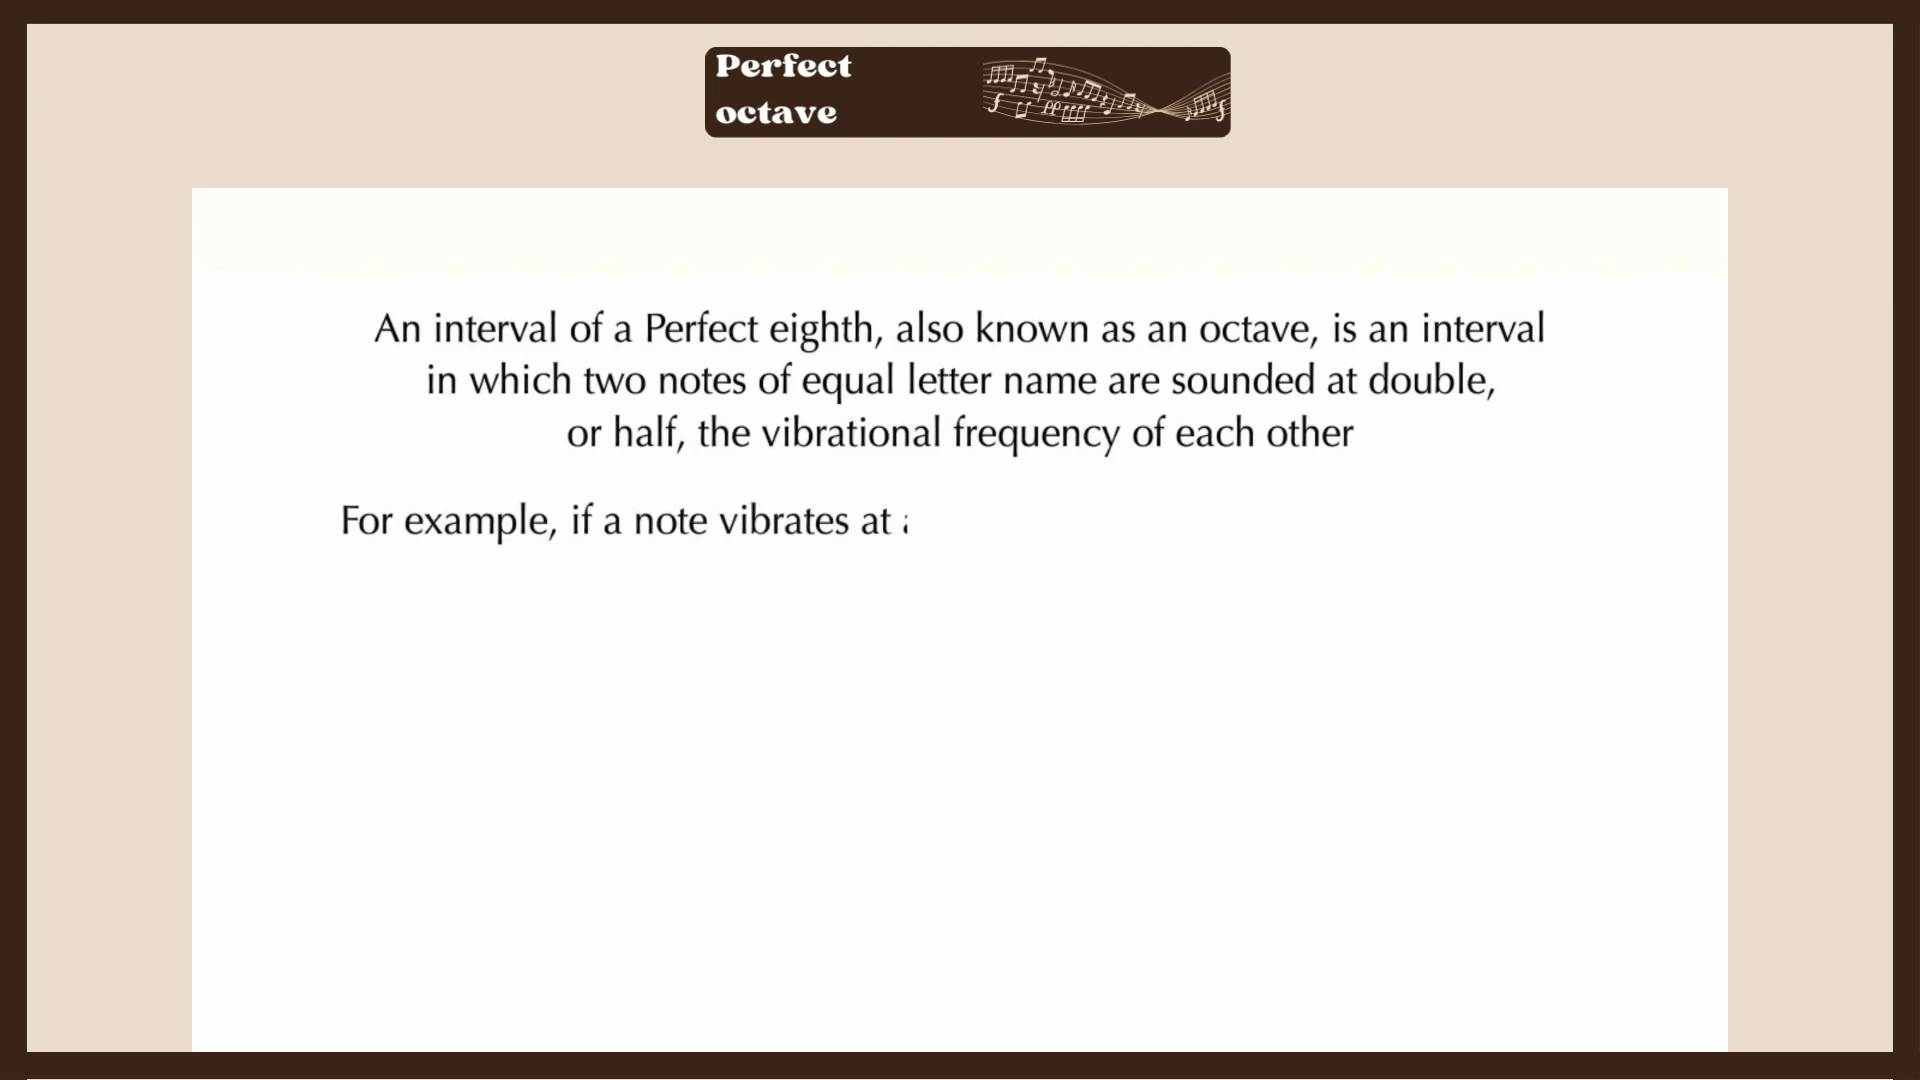 Perfect
octave
An interval of a Perfect eighth, also known as an octave, is an interval
in which two notes of equal letter name are sounded at double,
or half, the vibrational frequency of each other
For example, if a note vibrates at